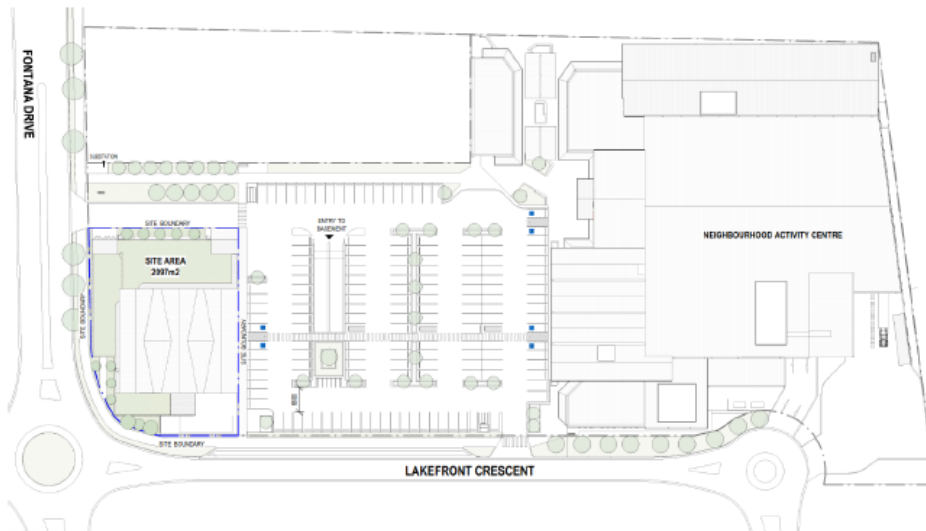 FONTANA DRIVE
SUBSTATION
SITE BOUNDARY
ENTRY TO
BASEMENT
SITE AREA
2097m2
NEIGHBOURHOOD ACTIVITY CENTRE
SITE BOUNDARY
SITE BOUNDARY
SITE BOUNDARY
LAKEFRONT CRESCENT